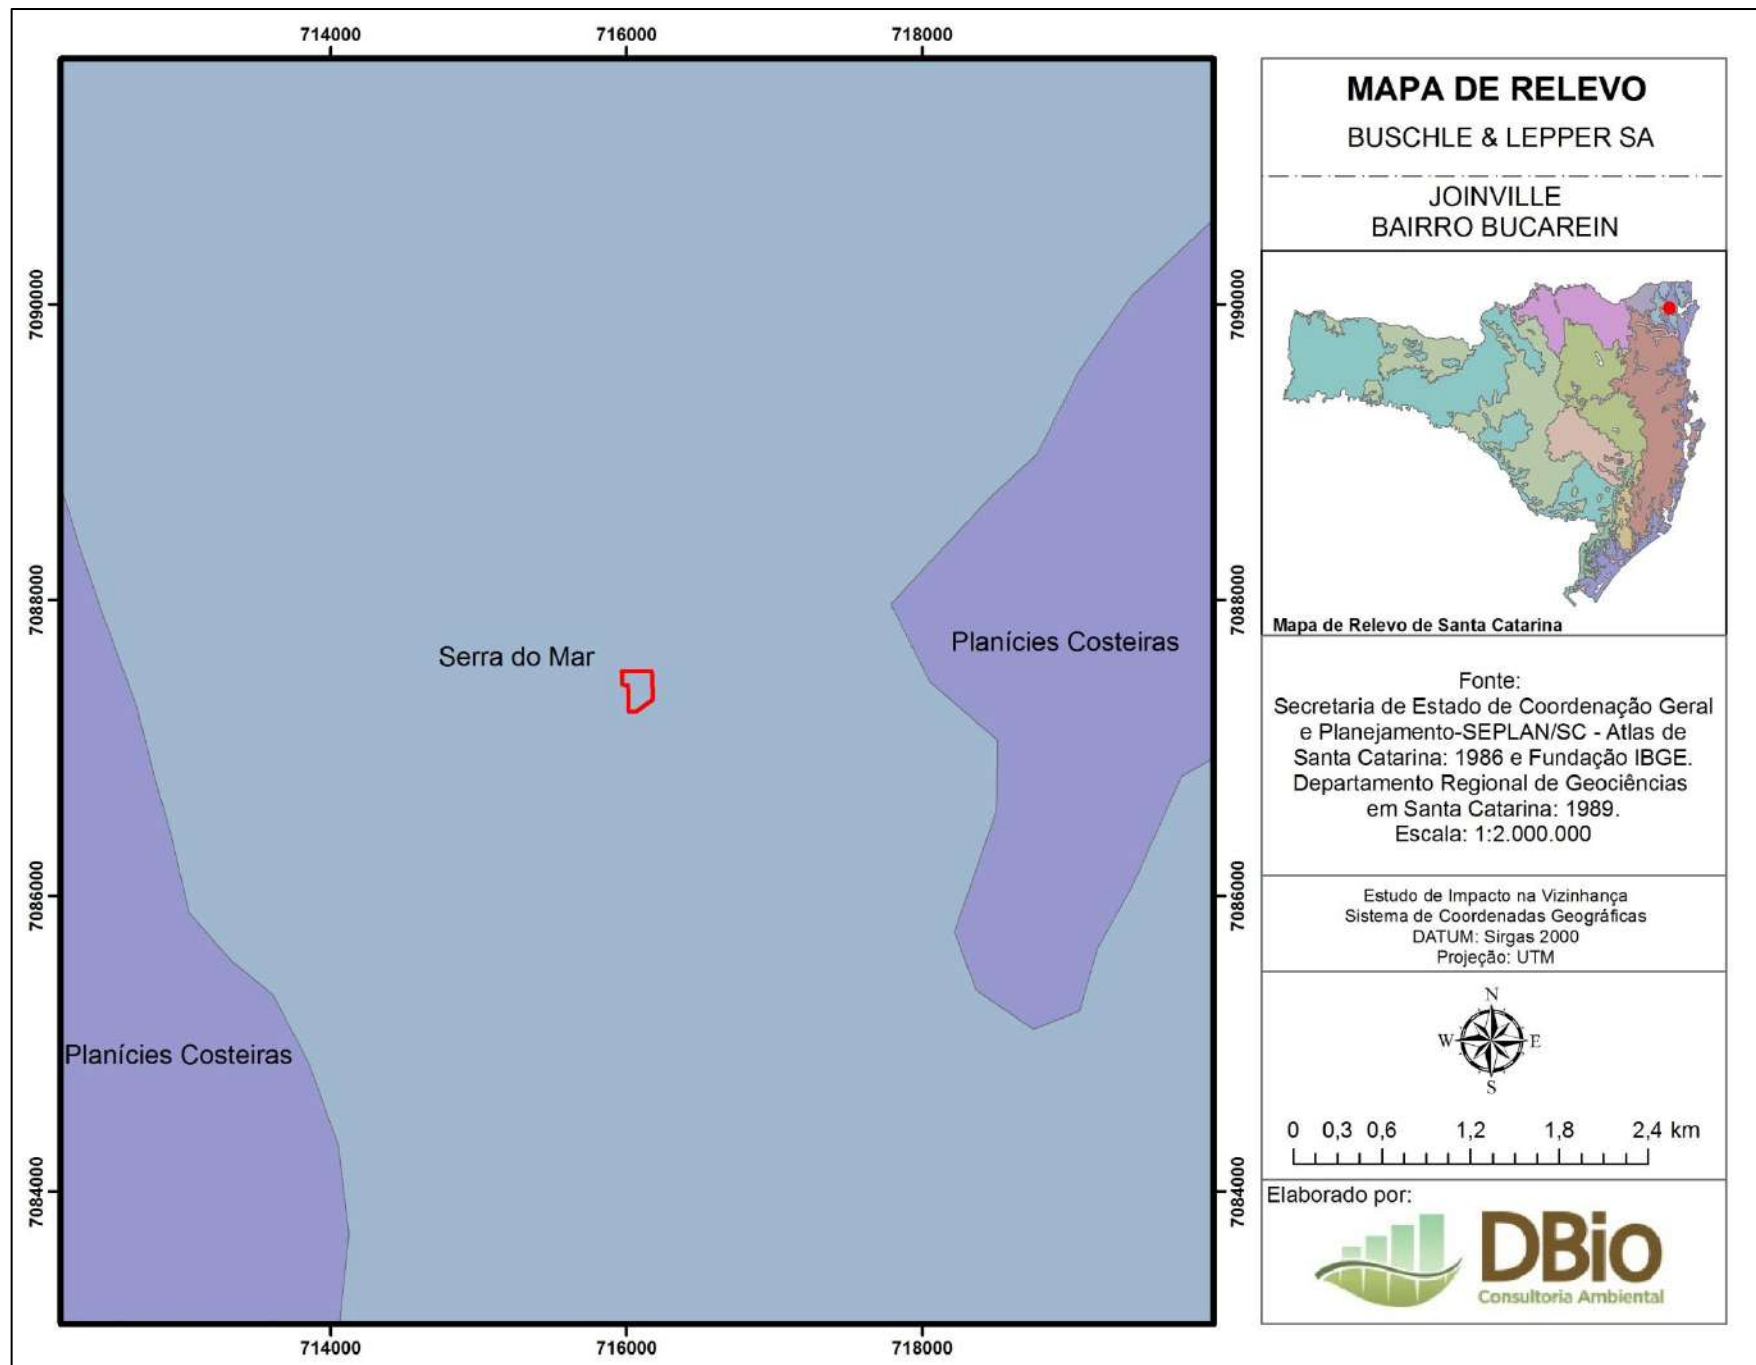 714000
716000
718000
7090000
7088000
7086000
7084000
Serra do Mar
Planícies Costeiras
Planícies Costeiras
7090000
7088000
7086000
7084000
714000
716000
718000
MAPA DE RELEVO
BUSCHLE & LEPPER SA
JOINVILLE
BAIRRO BUCAREIN
Mapa de Relevo de Santa Catarina
Fonte:
Secretaria de Estado de Coordenação Geral
e Planejamento-SEPLAN/SC - Atlas de
Santa Catarina: 1986 e Fundação IBGE.
Departamento Regional de Geociências
em Santa Catarina: 1989.
Escala: 1:2.000.000
Estudo de Impacto na Vizinhança
Sistema de Coordenadas Geográficas
DATUM: Sirgas 2000
Projeção: UTM
N
W E
S
0 0,3 0,6 1,2 1,8 2,4 km
Elaborado por:
DBio
Consultoria Ambiental